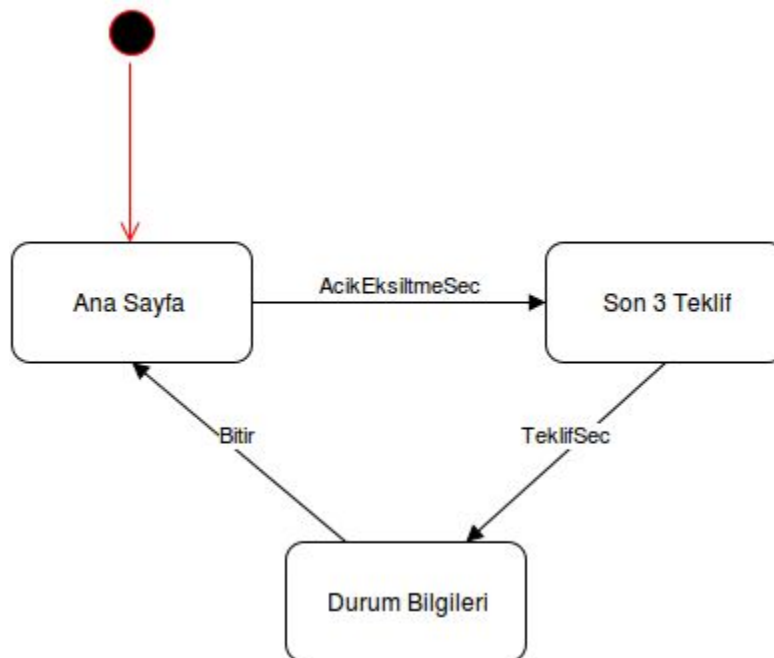 Ana Sayfa
AcikEksiltmeSec
Son 3 Teklif
Bitir
TeklifSec
Durum Bilgileri